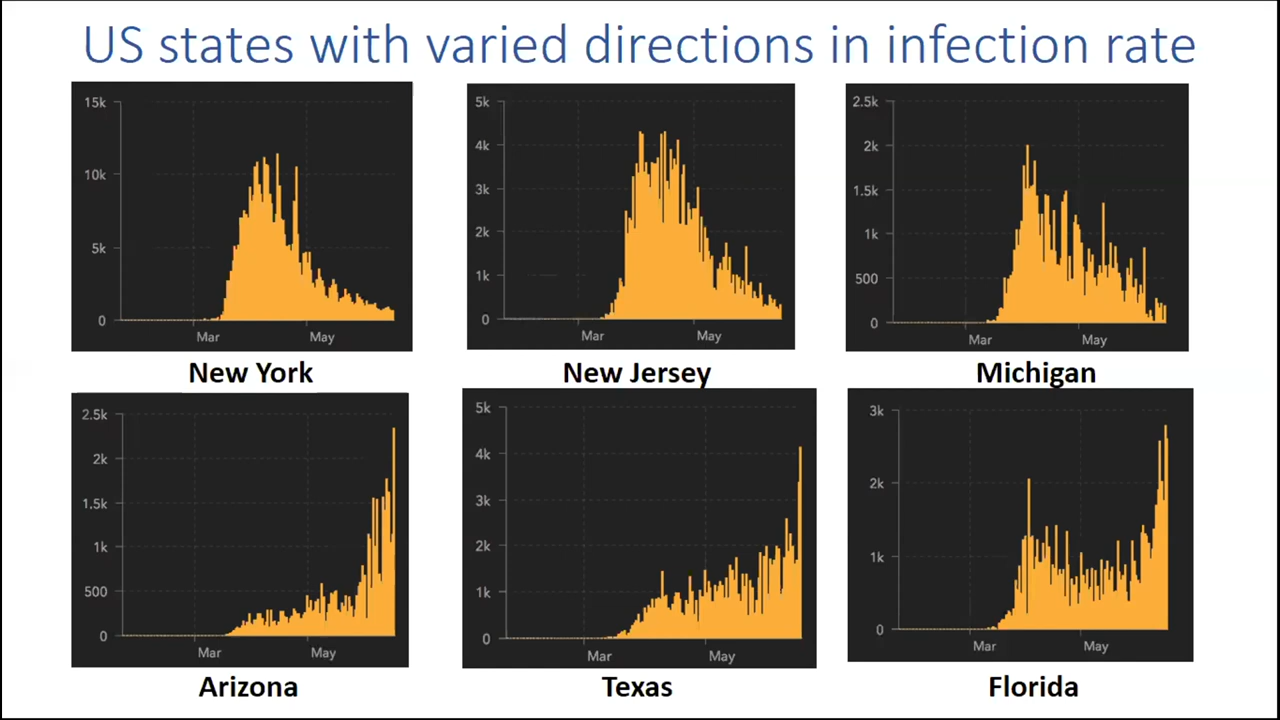 US states with varied directions in infection rate
15k
10k
5k
0
Mar May
New York
5k
4k
3k
2k
1k
0
Mar May
New Jersey
2.5k
2k
1.5k
1k
500
0
Mar May
Michigan
2.5k
2k
1.5k
1k
500
0
Mar May
Arizona
5k
4k
3k
2k
1k
0
Mar May
Texas
3k
2k
1k
0
Mar May
Florida